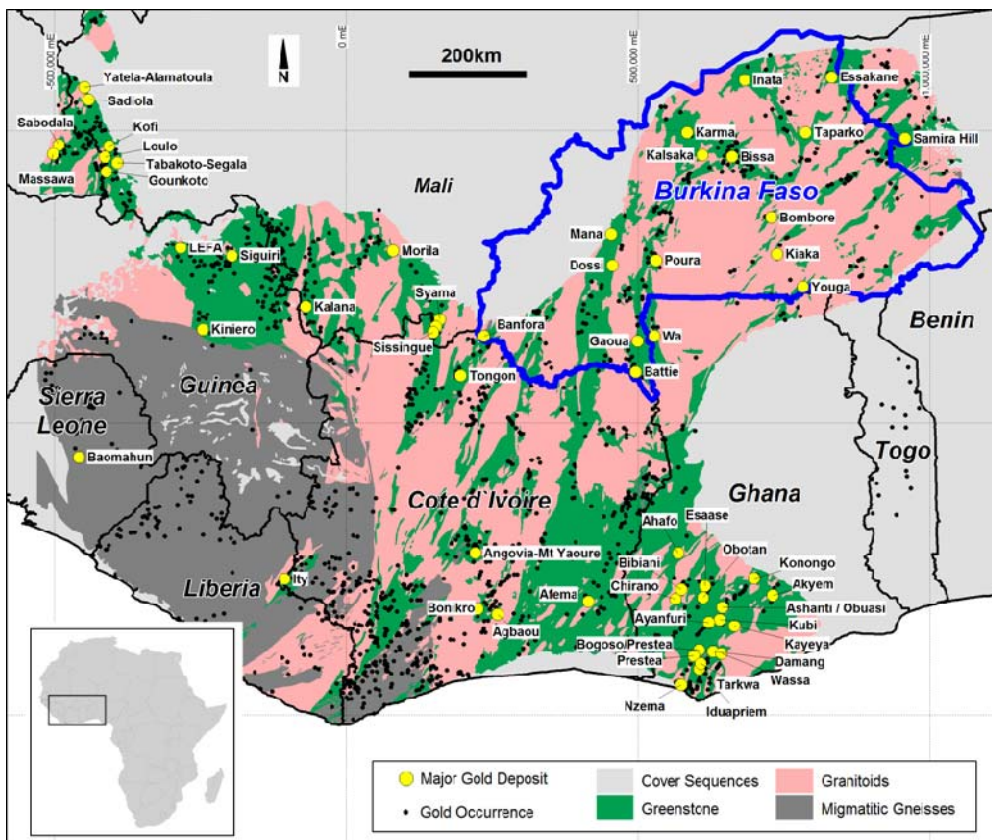 -500,000 mE
0
500,000 mE
1,000,000 mE
200km
N
Yatela-Alamatoula
Sadiola
Sabodala
Kofi
Loulo
Tabakoto-Segala
Massawa
Gounkoto
Mali
Inata
Essakane
Karma
Taparko
Samira Hill
Kalsaka
Bissa
Burkina Faso
Bombore
Mana
LEFA
Siguiri
Morila
Dossi
Poura
Kiaka
Youga
Kalana
Syama
Benin
Kiniero
Sissingue
Banfora
Gaoua
Wa
Guinea
Tongon
Battie
Sierra
Leone
Togo
Baomahun
Cote d'Ivoire
Ghana
Esaase
Ahafo
Obotan
Angovia-Mt Yaoure
Bibiani
Konongo
Ity
Chirano
Akyem
Liberia
Afema
Bonikro
Ashanti / Obuasi
Ayanfuri
Kubi
Agbaou
Kayeya
Bogoso/Prestea
Damang
Prestea
Wassa
Tarkwa
Nzema
Iduapriem
Major Gold Deposit
Cover Sequences
Granitoids
Gold Occurrence
Greenstone
Migmatitic Gneisses